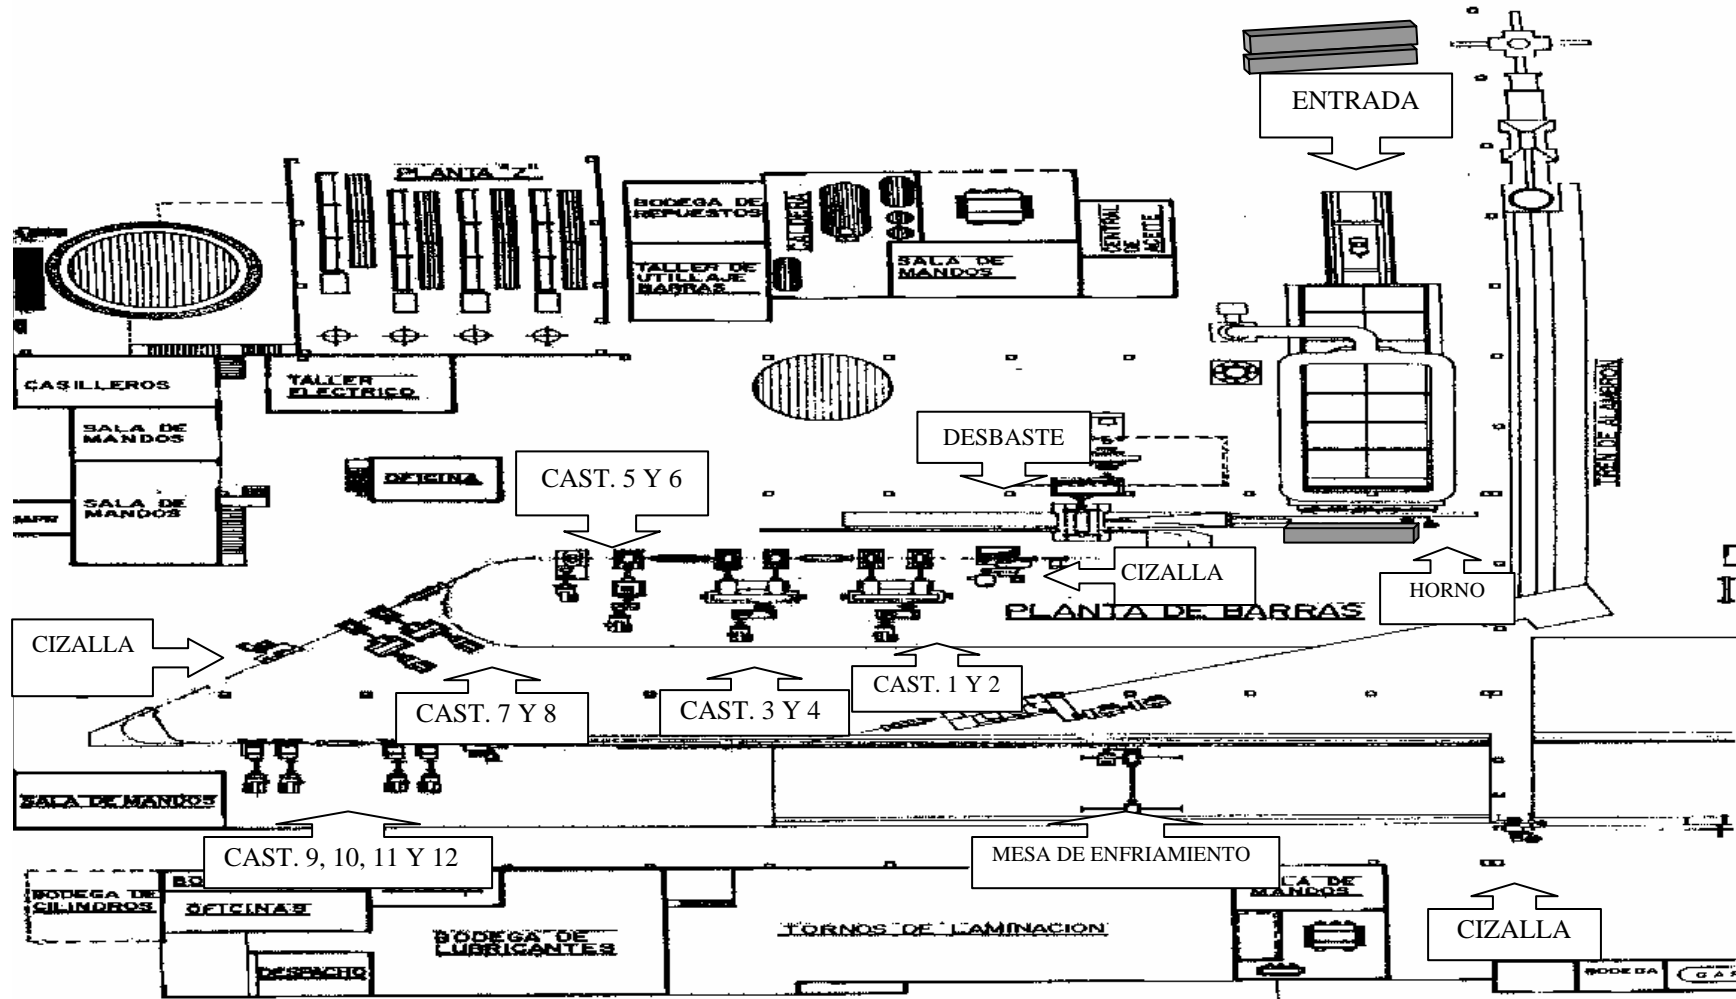 ENTRADA
PLANTA "Z"
BODEGA DE
REPUESTOS
CALDERA
CENTRAL
DE
ACEITE
TALLER DE
UTILLAJE
BARRAS
SALA DE
MANDOS
CASILLEROS
TALLER
ELECTRICO
TREN DE ALAMBRON
SALA DE
MANDOS
DESBASTE
OFICINA
CAST. 5 Y 6
SALA DE
MANDOS
CIZALLA
HORNO
PLANTA DE BARRAS
CIZALLA
CAST. 7 Y 8
CAST. 3 Y 4
CAST. 1 Y 2
SALA DE MANDOS
CAST. 9, 10, 11 Y 12
MESA DE ENFRIAMIENTO
BODEGA DE
CILINDROS
BO
OFICINAS
LA DE
MANDOS
BODEGA DE
LUBRICANTES
TORNOS DE LAMINACION
CIZALLA
DESPACHO
BODEGA